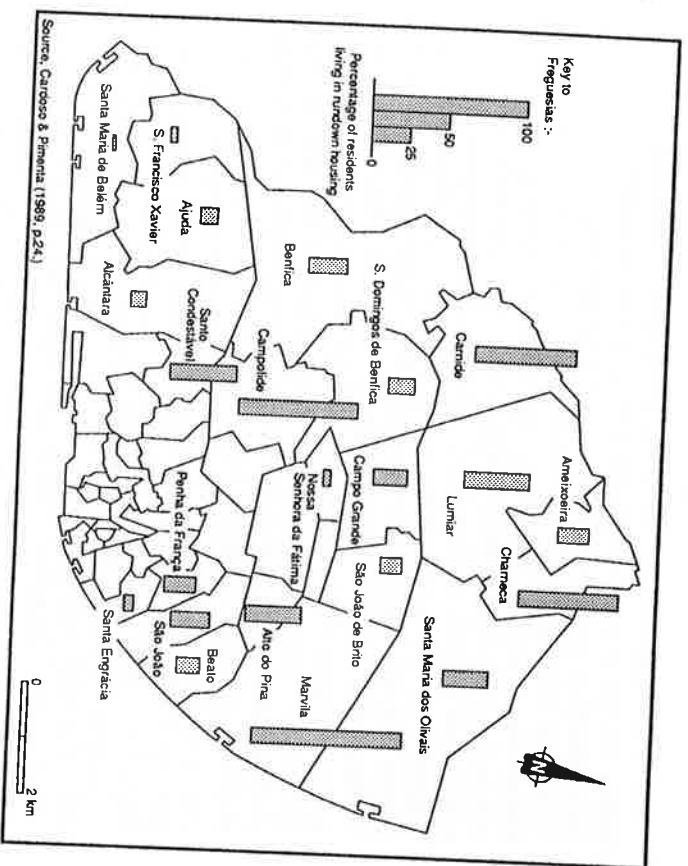 Key to
Freguesias :-
100
50
25
0
Percentage of residents
living in rundown housing
Carnide
Ameixoeira
Lumiar
Charneca
Benfica
S. Domingos de Benfica
Campo Grande
São João de Brito
Santa Maria dos Olivais
Campolide
Nossa
Senhora da Fátima
Alto do Pina
Marvila
Santo
Condestável
Penha da França
Beato
São João
Santa Engrácia
Ajuda
S. Francisco Xavier
Alcântara
Santa Maria de Belém
N
0
2 km
Source, Cardoso & Pimenta (1989, p.24.)